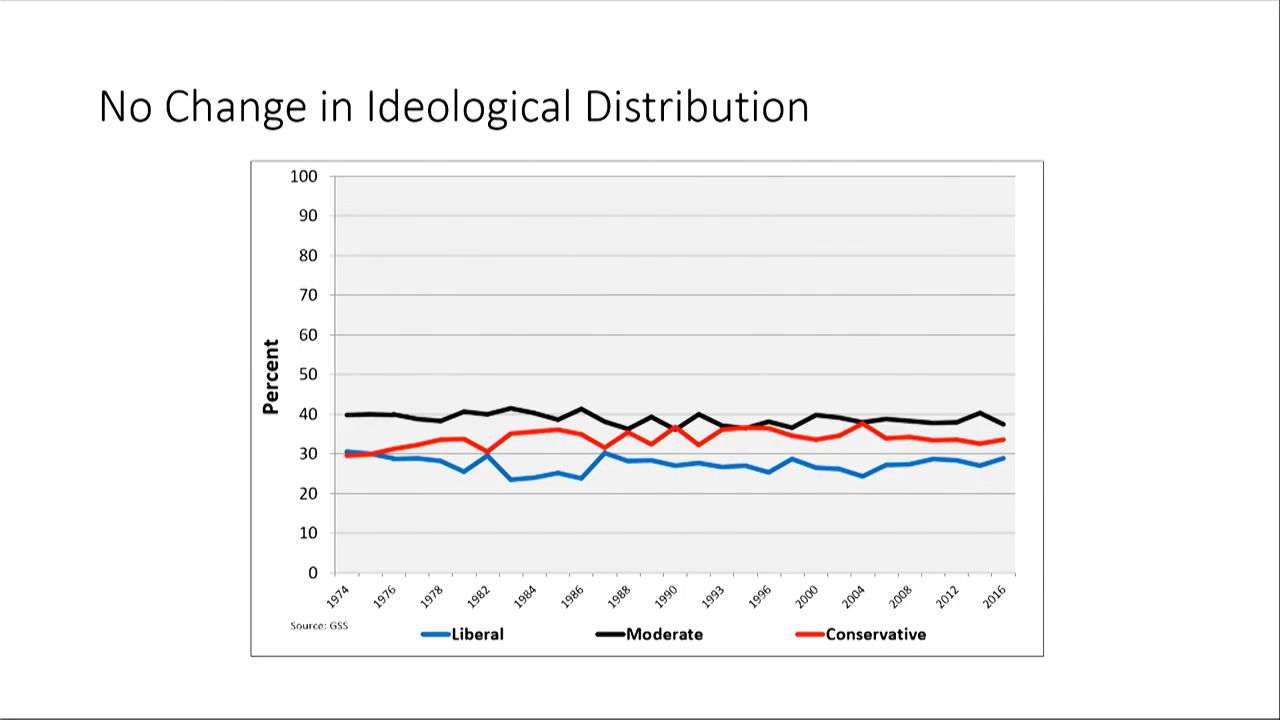 No Change in Ideological Distribution
100
90
80
70
60
50
40
30
20
10
0
Percent
1974 1976 1978 1982 1984 1986 1988 1990 1993 1996 2000 2004 2008 2012 2016
Source: GSS
Liberal Moderate Conservative